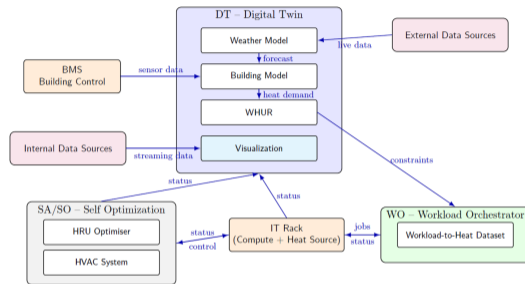 DT – Digital Twin
Weather Model
External Data Sources
live data
forecast
BMS
Building Control
sensor data
Building Model
heat demand
WHUR
Internal Data Sources
streaming data
Visualization
constraints
status
status
SA/SO – Self Optimization
HRU Optimiser
HVAC System
status
control
IT Rack
(Compute + Heat Source)
jobs
status
WO – Workload Orchestrator
Workload-to-Heat Dataset